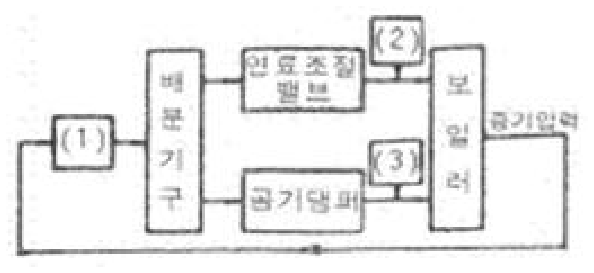 (1)
배
분
기
구
연료조절
밸브
(2)
공기댐퍼
(3)
보
일
러
증기압력